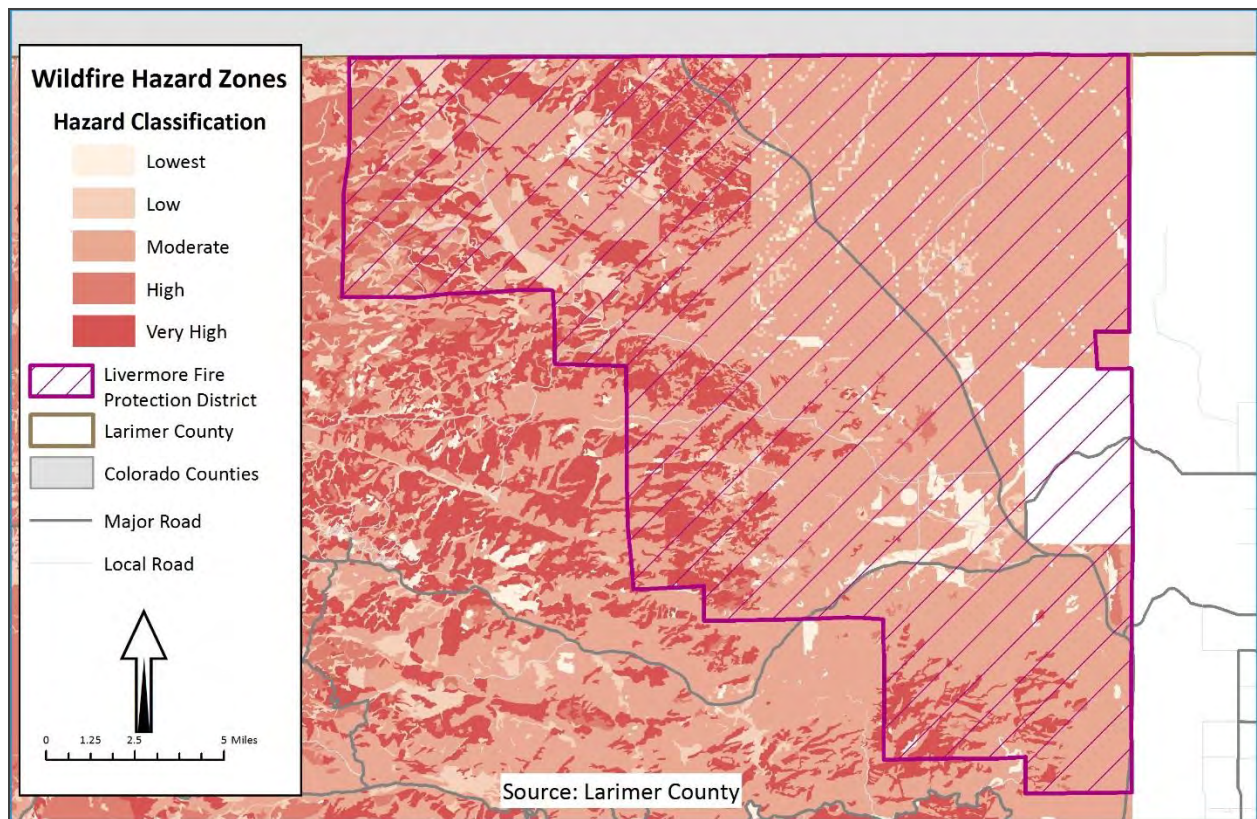 Wildfire Hazard Zones
Hazard Classification
Lowest
Low
Moderate
High
Very High
Livermore Fire
Protection District
Larimer County
Colorado Counties
Major Road
Local Road
0 1.25 2.5 5 Miles
Source: Larimer County